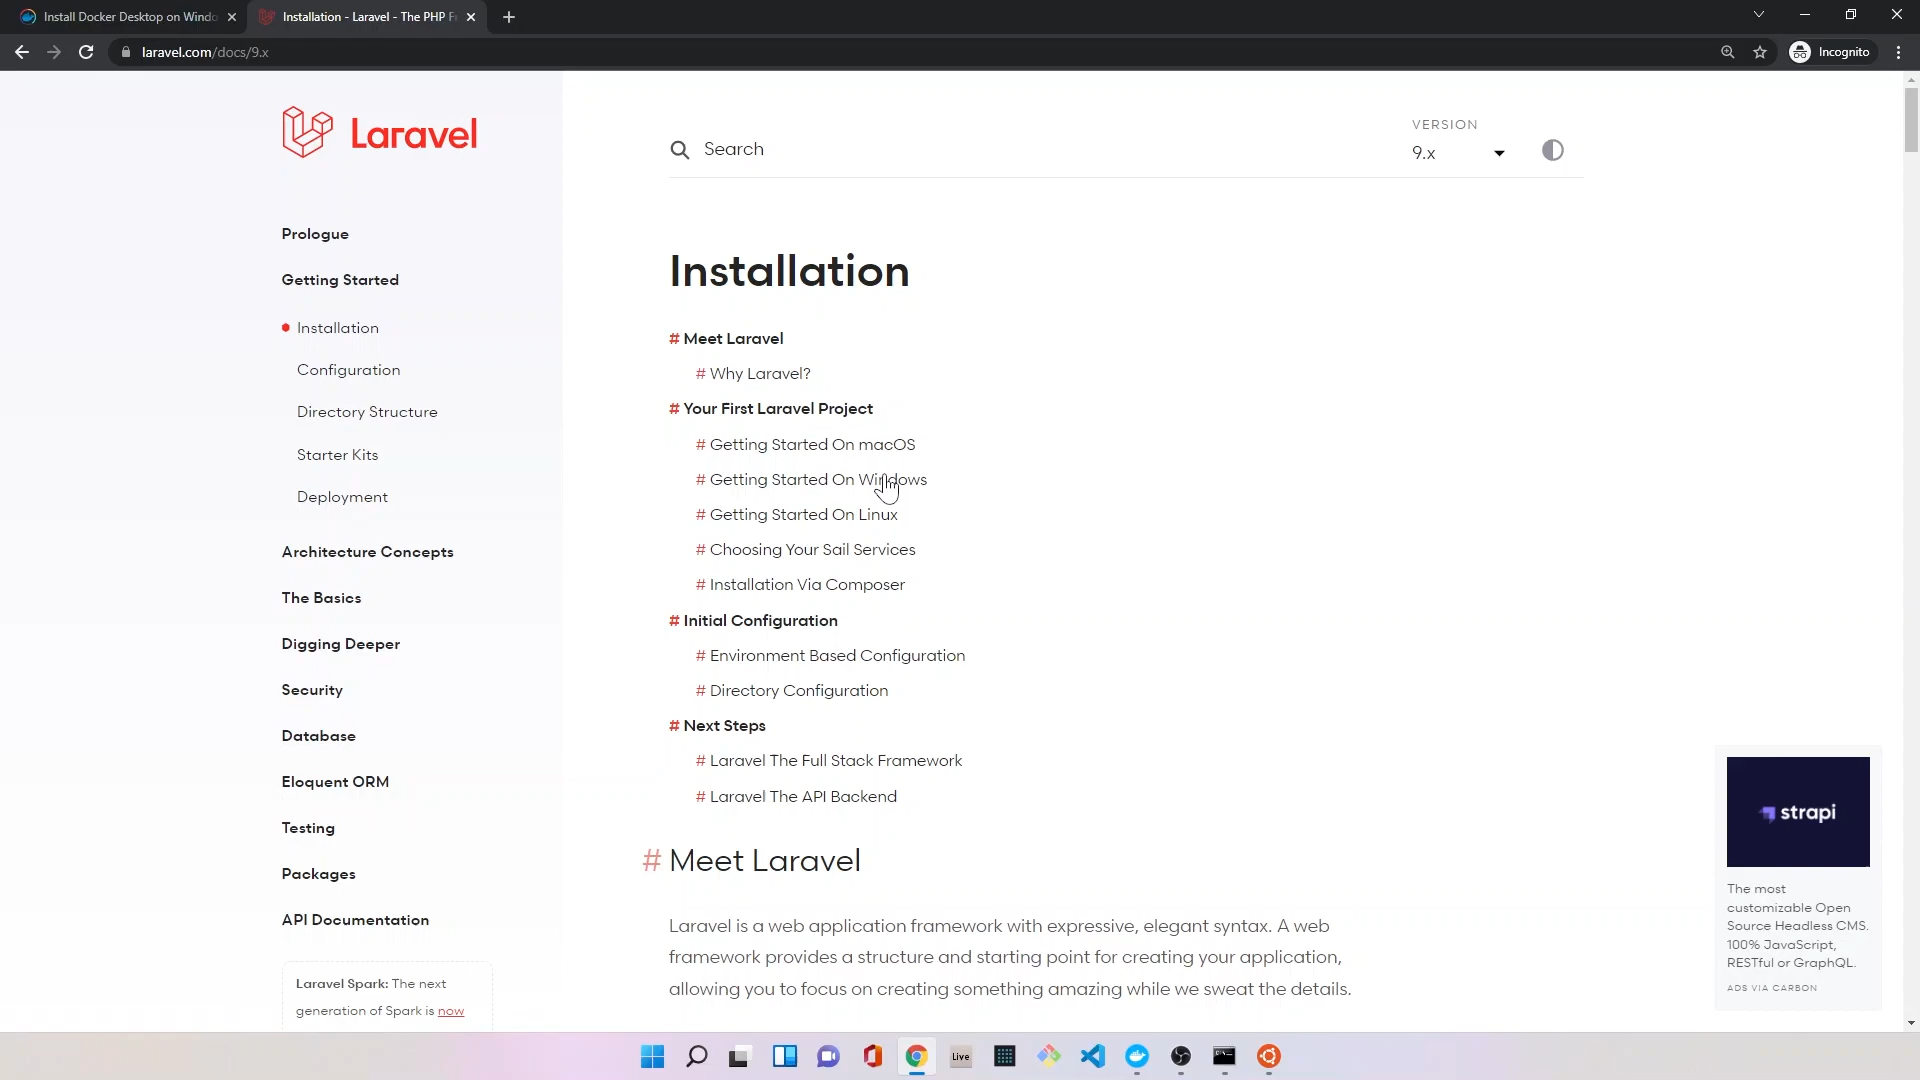 Install Docker Desktop on Windo
Installation - Laravel - The PHP Fr
laravel.com/docs/9.x
Incognito
Laravel
Search
VERSION
9.x
Prologue
Getting Started
Installation
Configuration
Directory Structure
Starter Kits
Deployment
Architecture Concepts
The Basics
Digging Deeper
Security
Database
Eloquent ORM
Testing
Packages
API Documentation
Laravel Spark: The next
generation of Spark is now
Installation
# Meet Laravel
# Why Laravel?
# Your First Laravel Project
# Getting Started On macOS
# Getting Started On Windows
# Getting Started On Linux
# Choosing Your Sail Services
# Installation Via Composer
# Initial Configuration
# Environment Based Configuration
# Directory Configuration
# Next Steps
# Laravel The Full Stack Framework
# Laravel The API Backend
# Meet Laravel
Laravel is a web application framework with expressive, elegant syntax. A web
framework provides a structure and starting point for creating your application,
allowing you to focus on creating something amazing while we sweat the details.
strapi
The most
customizable Open
Source Headless CMS.
100% JavaScript,
RESTful or GraphQL.
ADS VIA CARBON
Live